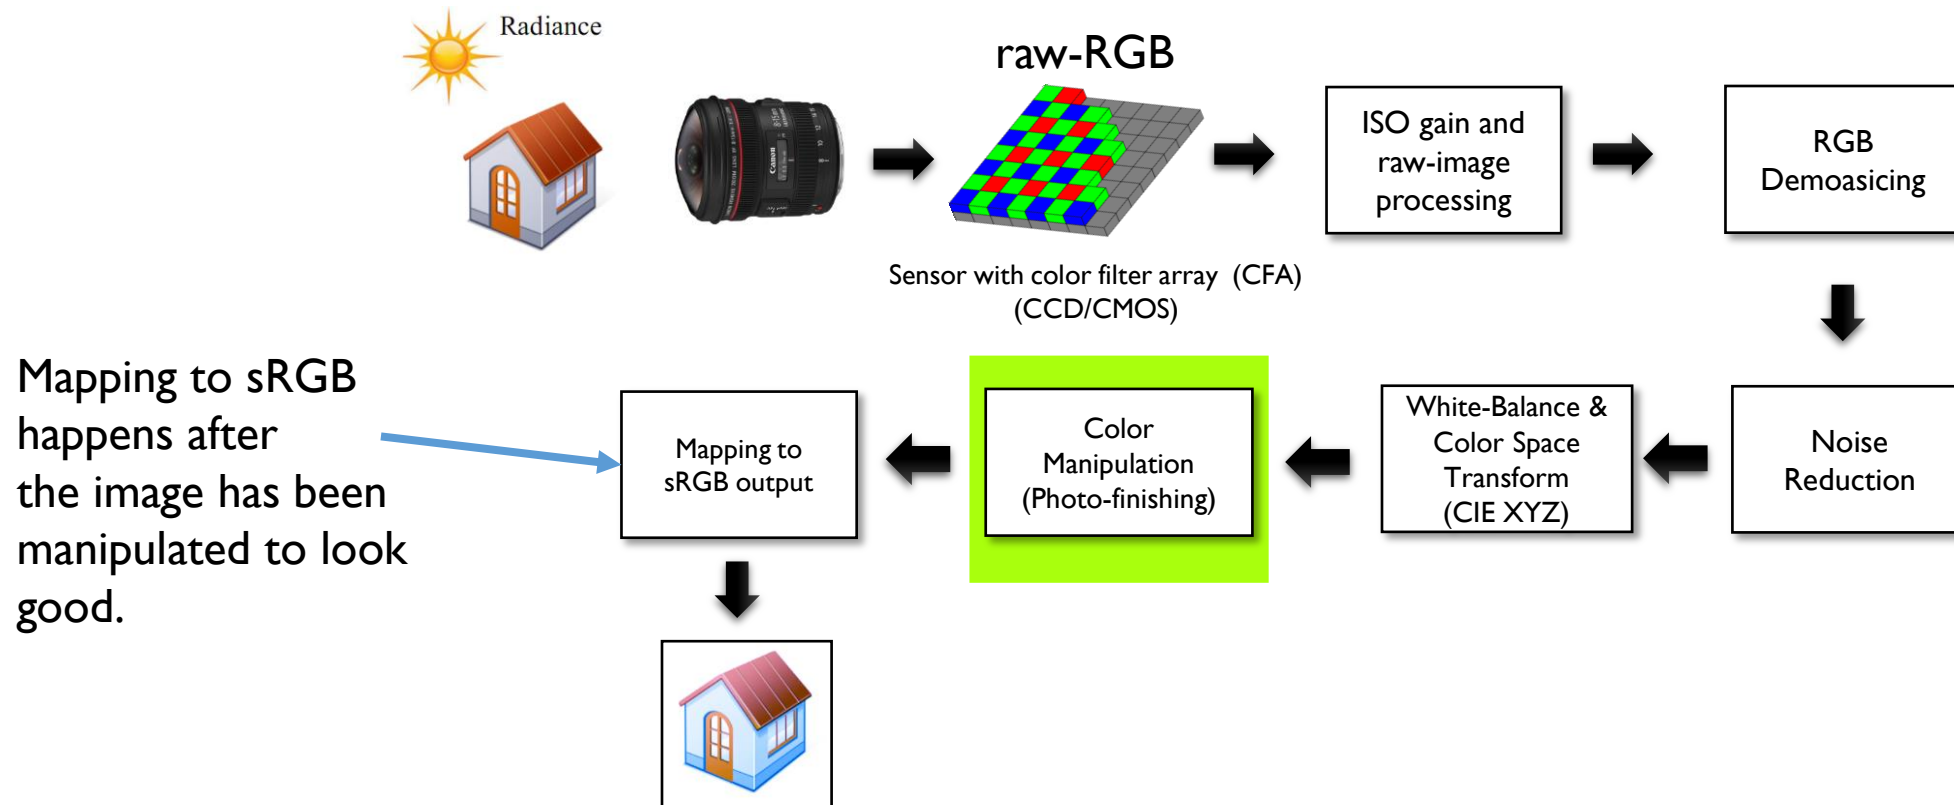 Radiance
raw-RGB
Sensor with color filter array (CFA)
(CCD/CMOS)
ISO gain and
raw-image
processing
RGB
Demoasicing
Noise
Reduction
White-Balance &
Color Space
Transform
(CIE XYZ)
Color
Manipulation
(Photo-finishing)
Mapping to
sRGB output
Mapping to sRGB
happens after
the image has been
manipulated to look
good.